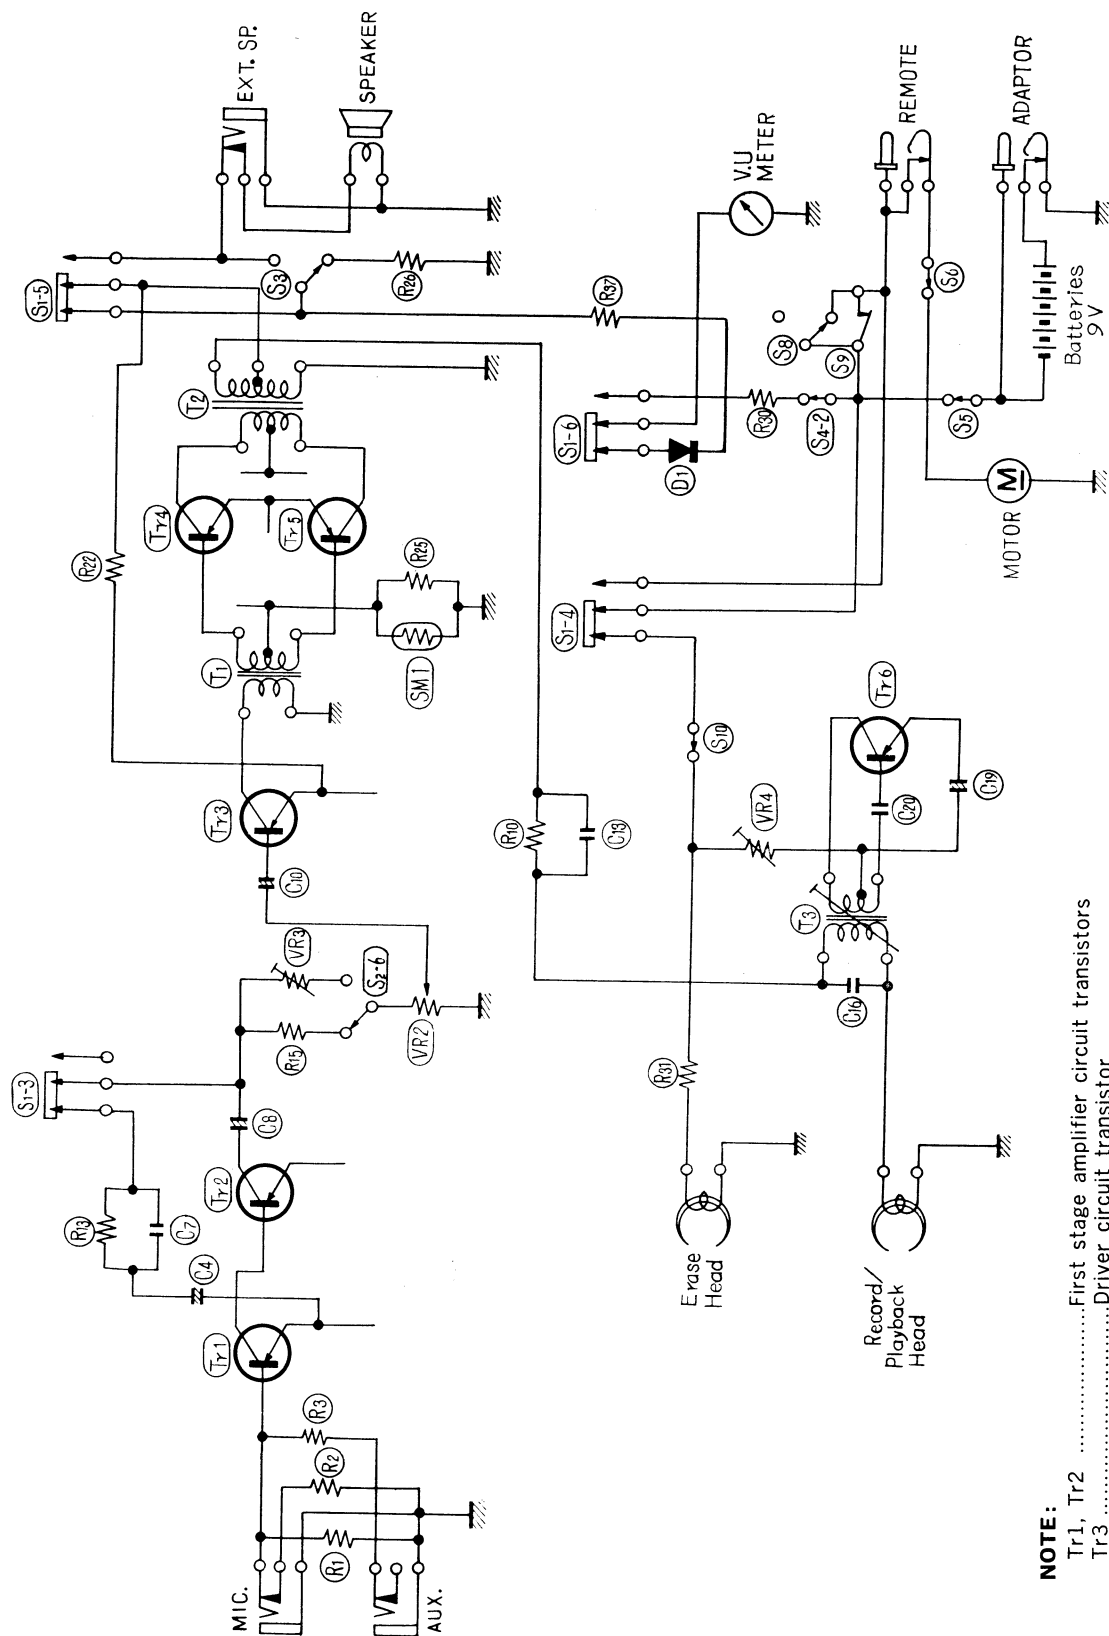 MIC.
AUX.
R1
R2
R3
Tr1
C4
R13
C7
Tr2
S1-3
C8
R15
VR3
S2-6
VR2
C10
Tr3
T1
SM1
R25
R22
Tr4
Tr5
T2
S1-5
S3
R26
EXT. SP.
SPEAKER
Erase
Head
R31
Record/
Playback
Head
C16
T3
VR4
C20
C19
Tr6
R10
C13
S10
S1-4
S1-6
D1
R30
S4-2
R37
S8
S9
V.U
METER
REMOTE
S6
S5
MOTOR
M
ADAPTOR
Batteries
9V
NOTE:
Tr1, Tr2 ................First stage amplifier circuit transistors
Tr3 ........................Driver circuit transistor